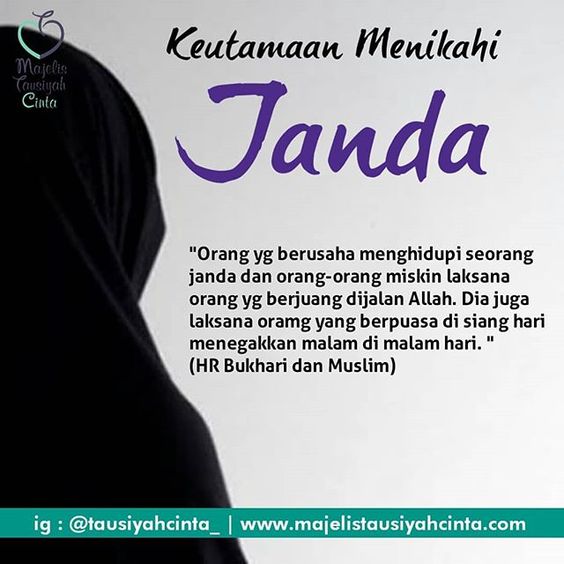 Majelis
Tausiyah
Cinta
Keutamaan Menikahi
Janda
"Orang yg berusaha menghidupi seorang
janda dan orang-orang miskin laksana
orang yg berjuang dijalan Allah. Dia juga
laksana oramg yang berpuasa di siang hari
menegakkan malam di malam hari. "
(HR Bukhari dan Muslim)
ig : @tausiyahcinta_ | www.majelistausiyahcinta.com